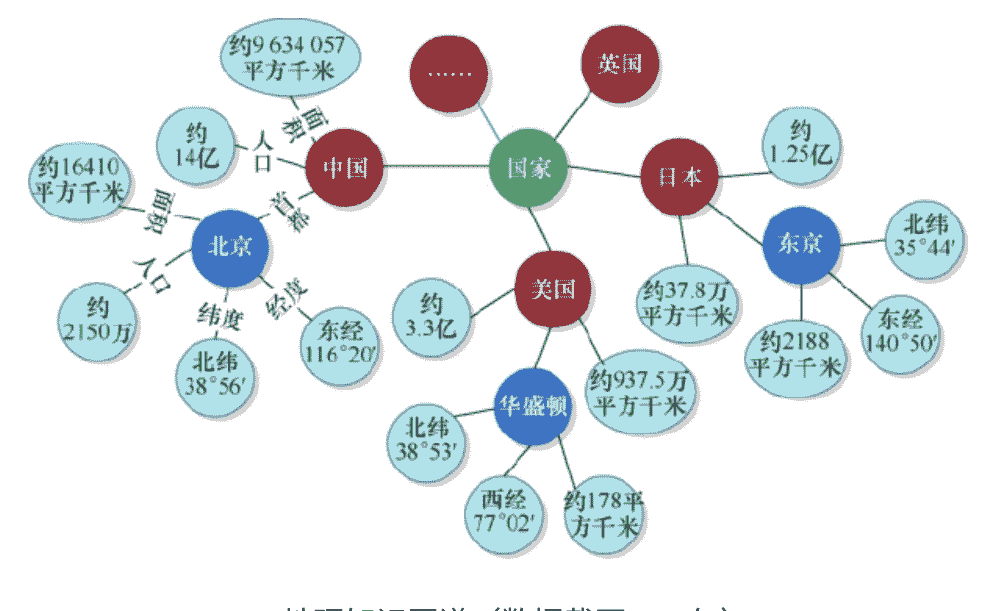 约9 634 057
平方千米
……
英国
面积
约
14亿
人口
中国
国家
日本
约
1.25亿
约16410
平方千米
面积
首都
北京
东京
北纬
35°44′
人口
约
2150万
纬度
经度
北纬
38°56′
东经
116°20′
约
3.3亿
美国
约37.8万
平方千米
约2188
平方千米
东经
140°50′
约937.5万
平方千米
华盛顿
北纬
38°53′
西经
77°02′
约178平
方千米